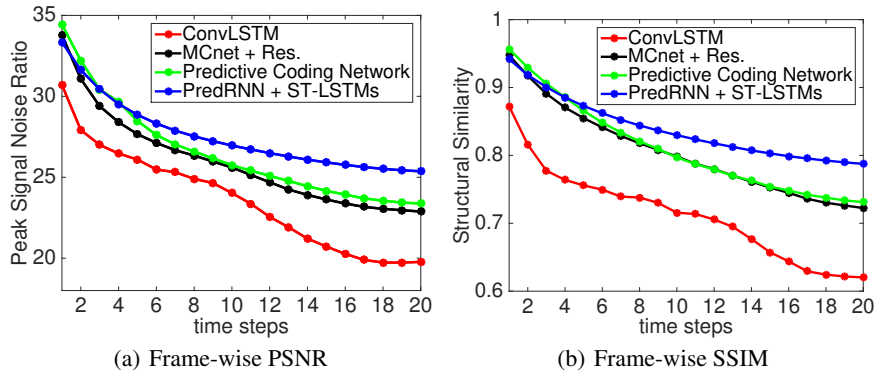 35
30
25
20
Peak Signal Noise Ratio
ConvLSTM
MCnet + Res.
Predictive Coding Network
PredRNN + ST-LSTMs
2 4 6 8 10 12 14 16 18 20
time steps
(a) Frame-wise PSNR
1
0.9
0.8
0.7
0.6
Structural Similarity
ConvLSTM
MCnet + Res.
Predictive Coding Network
PredRNN + ST-LSTMs
2 4 6 8 10 12 14 16 18 20
time steps
(b) Frame-wise SSIM